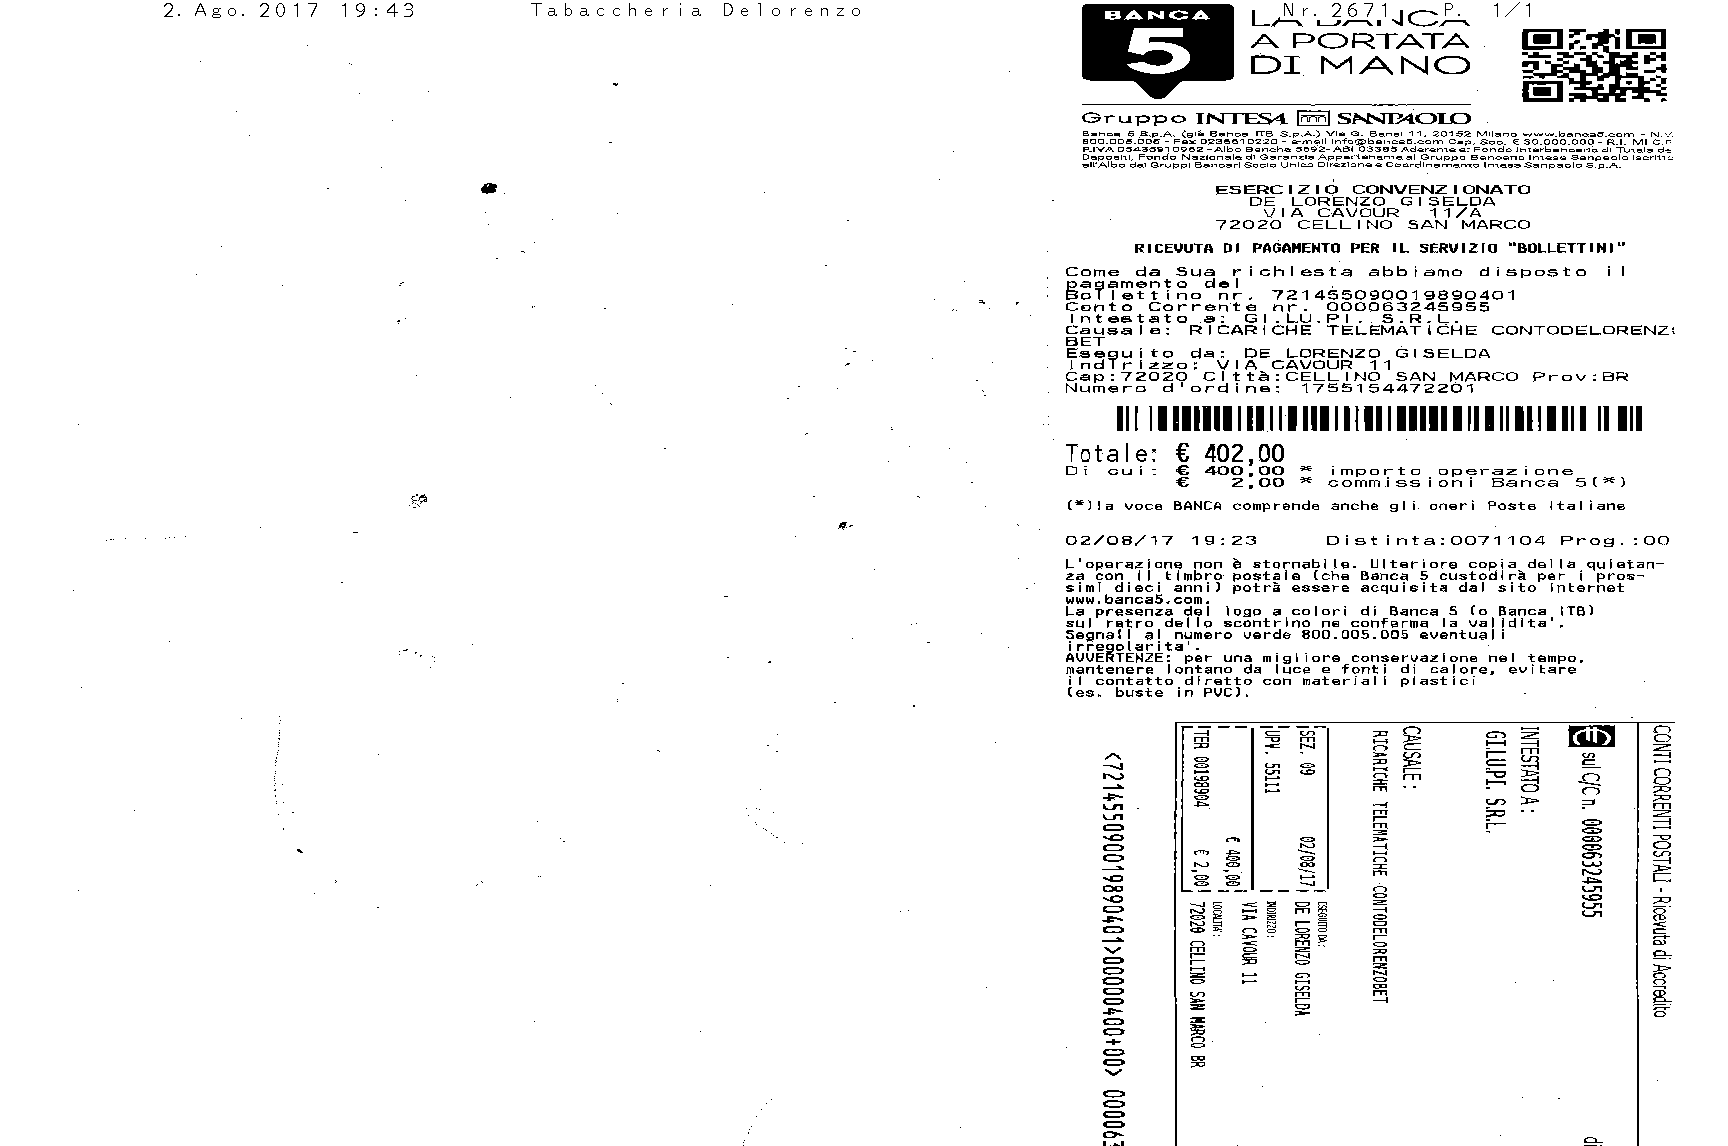 2. Ago. 2017 19:43 Tabaccheria Delorenzo Nr. 2671 P. 1/1
BANCA
5
LA BANCA
A PORTATA
DI MANO
Gruppo INTESA SANPAOLO
Banca 5 S.p.A. (già Banca ITB S.p.A.) Via G. Bensi 11, 20152 Milano www.banca5.com - N.V.
800.005.005 - Fax 0236510220 - e-mail info@banca5.com Cap. Soc. € 30.000.000 - R.I. MI C.F
P.IVA 05435910962 - Albo Banche 5692- ABI 03385 Aderente a: Fondo Interbancario di Tutela dei
Depositi, Fondo Nazionale di Garanzia Appartenente al Gruppo Bancario Intesa Sanpaolo iscritto
all'Albo dei Gruppi Bancari Socio Unico Direzione e Coordinamento Intesa Sanpaolo S.p.A.
ESERCIZIO CONVENZIONATO
DE LORENZO GISELDA
VIA CAVOUR 11/A
72020 CELLINO SAN MARCO
RICEVUTA DI PAGAMENTO PER IL SERVIZIO "BOLLETTINI"
Come da Sua richiesta abbiamo disposto il
pagamento del
Bollettino nr. 721455090019890401
Conto Corrente nr. 000063245955
Intestato a: GI.LU.PI. S.R.L.
Causale: RICARICHE TELEMATICHE CONTODELORENZO
BET
Eseguito da: DE LORENZO GISELDA
Indirizzo: VIA CAVOUR 11
Cap:72020 Città:CELLINO SAN MARCO Prov:BR
Numero d'ordine: 1755154472201
Totale: € 402,00
Di cui: € 400,00 * importo operazione
€ 2,00 * commissioni Banca 5(*)
(*)la voce BANCA comprende anche gli oneri Poste Italiane
02/08/17 19:23 Distinta:0071104 Prog.:00
L'operazione non è stornabile. Ulteriore copia della quietan-
za con il timbro postale (che Banca 5 custodirà per i pros-
simi dieci anni) potrà essere acquisita dal sito internet
www.banca5.com.
La presenza del logo a colori di Banca 5 (o Banca ITB)
sul retro dello scontrino ne conferma la validita'.
Segnali al numero verde 800.005.005 eventuali
irregolarita'.
AVVERTENZE: per una migliore conservazione nel tempo,
mantenere lontano da luce e fonti di calore, evitare
il contatto diretto con materiali plastici
(es. buste in PVC).
CONTI CORRENTI POSTALI - Ricevuta di Accredito
sul C/C n. 000063245955
INTESTATO A:
GI.LU.PI. S.R.L.
CAUSALE:
RICARICHE TELEMATICHE CONTODELORENZOBET
SEZ. 09 02/08/17
UPV. 55111
€ 400,00
TER 00198904 € 2,00
ESEGUITO DA:
DE LORENZO GISELDA
INDIRIZZO:
VIA CAVOUR 11
LOCALITA':
72020 CELLINO SAN MARCO BR
<721455090019890401>00000400+00> 000063